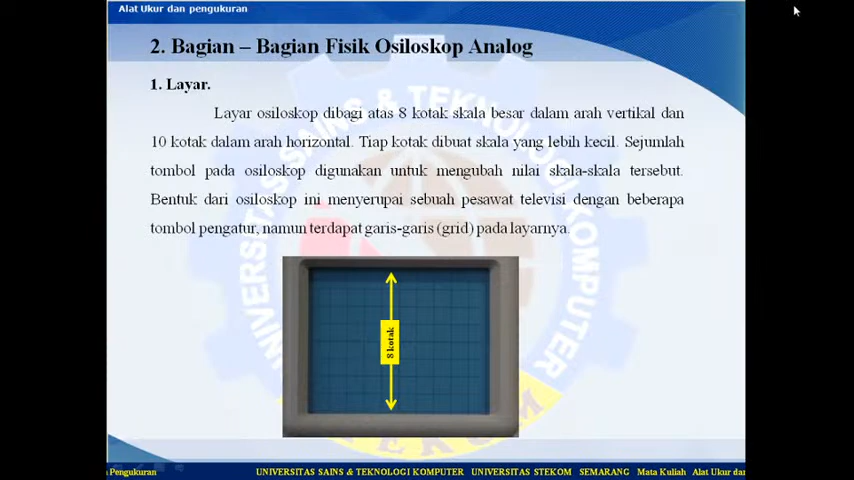 Alat Ukur dan pengukuran
2. Bagian – Bagian Fisik Osiloskop Analog
1. Layar.
Layar osiloskop dibagi atas 8 kotak skala besar dalam arah vertikal dan
10 kotak dalam arah horizontal. Tiap kotak dibuat skala yang lebih kecil. Sejumlah
tombol pada osiloskop digunakan untuk mengubah nilai skala-skala tersebut.
Bentuk dari osiloskop ini menyerupai sebuah pesawat televisi dengan beberapa
tombol pengatur, namun terdapat garis-garis (grid) pada layarnya.
8 kotak
UNIVERSITAS SAINS & TEKNOLOGI KOMPUTER
Pengukuran UNIVERSITAS SAINS & TEKNOLOGI KOMPUTER UNIVERSITAS STEKOM SEMARANG Mata Kuliah Alat Ukur dan